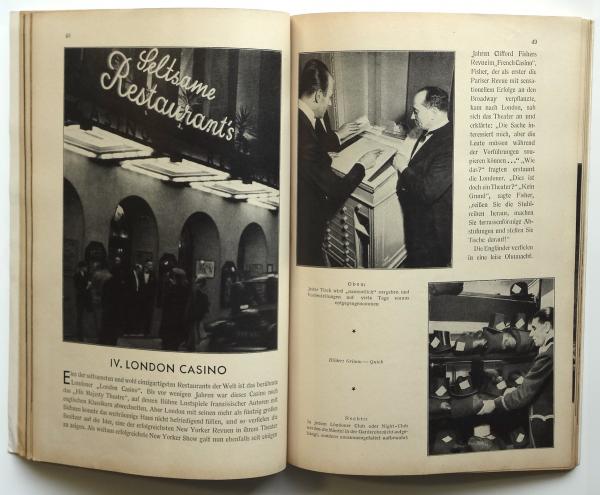 48
Seltsame
Restaurant's
IV. LONDON CASINO
Eins der seltsamsten und wohl einzigartigsten Restaurants der Welt ist das berühmte
Londoner „London Casino". Bis vor wenigen Jahren war dieses Casino noch
das „His Majesty Theatre", auf dessen Bühne Lustspiele französischer Autoren mit
englischen Klassikern abwechselten. Aber London mit seinen mehr als fünfzig großen
Bühnen konnte das weiträumige Haus nicht befriedigend füllen, und so verfielen die
Besitzer auf die Idee, eine der erfolgreichsten New Yorker Revuen in ihrem Theater
zu zeigen. Als weitaus erfolgreichste New Yorker Show galt nun ebenfalls seit einigen
49
Jahren Clifford Fishers
Revue im „French Casino".
Fisher, der als erster die
Pariser Revue mit sensa-
tionellem Erfolge an den
Broadway verpflanzte,
kam nach London, sah
sich das Theater an und
erklärte: „Die Sache in-
teressiert mich, aber die
Leute müssen während
der Vorführungen sou-
pieren können . . ." „Wie
das?" fragten erstaunt
die Londoner. „Dies ist
doch ein Theater?" „Kein
Grund", sagte Fisher,
„reißen Sie die Stuhl-
reihen heraus, machen
Sie terrassenförmige Ab-
stufungen und stellen Sie
Tische darauf!"
Die Engländer verfielen
in eine leise Ohnmacht.
Oben:
Jeder Tisch wird „namentlich" vergeben und
Vorbestellungen auf viele Tage voraus
entgegengenommen
Bilder: Grimm — Quick
In jedem Londoner Club oder Night-Club
werden die Mäntel in der Garderobe nicht aufge-
hängt, sondern zusammengefaltet aufbewahrt.